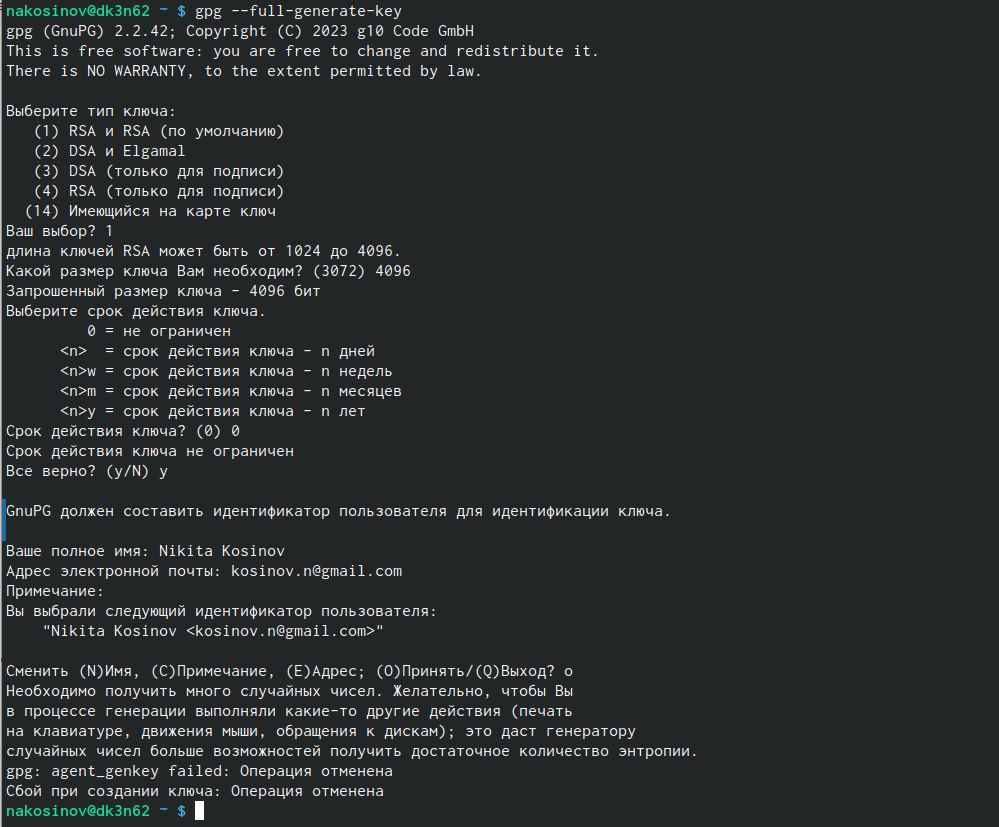 nakosinov@dk3n62 ~ $ gpg --full-generate-key
gpg (GnuPG) 2.2.42; Copyright (C) 2023 g10 Code GmbH
This is free software: you are free to change and redistribute it.
There is NO WARRANTY, to the extent permitted by law.

Выберите тип ключа:
   (1) RSA и RSA (по умолчанию)
   (2) DSA и Elgamal
   (3) DSA (только для подписи)
   (4) RSA (только для подписи)
  (14) Имеющийся на карте ключ
Ваш выбор? 1
длина ключей RSA может быть от 1024 до 4096.
Какой размер ключа Вам необходим? (3072) 4096
Запрошенный размер ключа - 4096 бит
Выберите срок действия ключа.
         0 = не ограничен
      <n>  = срок действия ключа - n дней
      <n>w = срок действия ключа - n недель
      <n>m = срок действия ключа - n месяцев
      <n>y = срок действия ключа - n лет
Срок действия ключа? (0) 0
Срок действия ключа не ограничен
Все верно? (y/N) y

GnuPG должен составить идентификатор пользователя для идентификации ключа.

Ваше полное имя: Nikita Kosinov
Адрес электронной почты: kosinov.n@gmail.com
Примечание:
Вы выбрали следующий идентификатор пользователя:
    "Nikita Kosinov <kosinov.n@gmail.com>"

Сменить (N)Имя, (C)Примечание, (E)Адрес; (O)Принять/(Q)Выход? o
Необходимо получить много случайных чисел. Желательно, чтобы Вы
в процессе генерации выполняли какие-то другие действия (печать
на клавиатуре, движения мыши, обращения к дискам); это даст генератору
случайных чисел больше возможностей получить достаточное количество энтропии.
gpg: agent_genkey failed: Операция отменена
Сбой при создании ключа: Операция отменена
nakosinov@dk3n62 ~ $